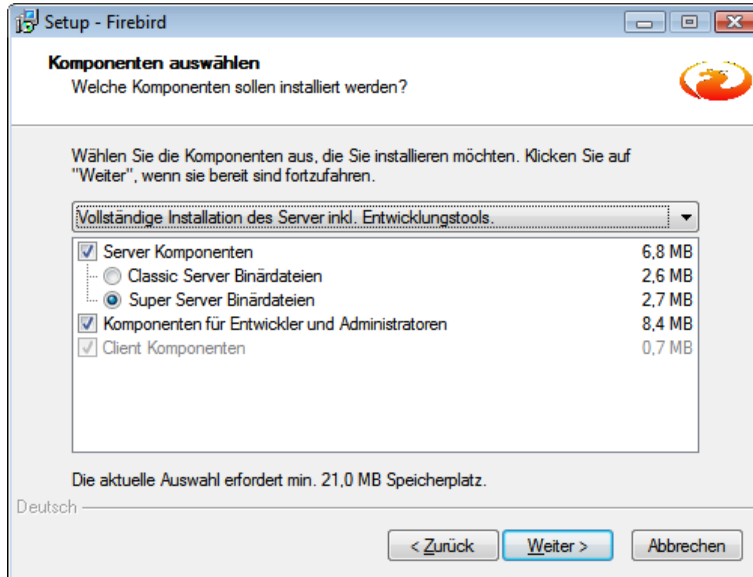 Setup - Firebird
Komponenten auswählen
Welche Komponenten sollen installiert werden?
Wählen Sie die Komponenten aus, die Sie installieren möchten. Klicken Sie auf
"Weiter", wenn sie bereit sind fortzufahren.
Vollständige Installation des Server inkl. Entwicklungstools.
Server Komponenten 6,8 MB
Classic Server Binärdateien 2,6 MB
Super Server Binärdateien 2,7 MB
Komponenten für Entwickler und Administratoren 8,4 MB
Client Komponenten 0,7 MB
Die aktuelle Auswahl erfordert min. 21,0 MB Speicherplatz.
Deutsch
< Zurück Weiter > Abbrechen